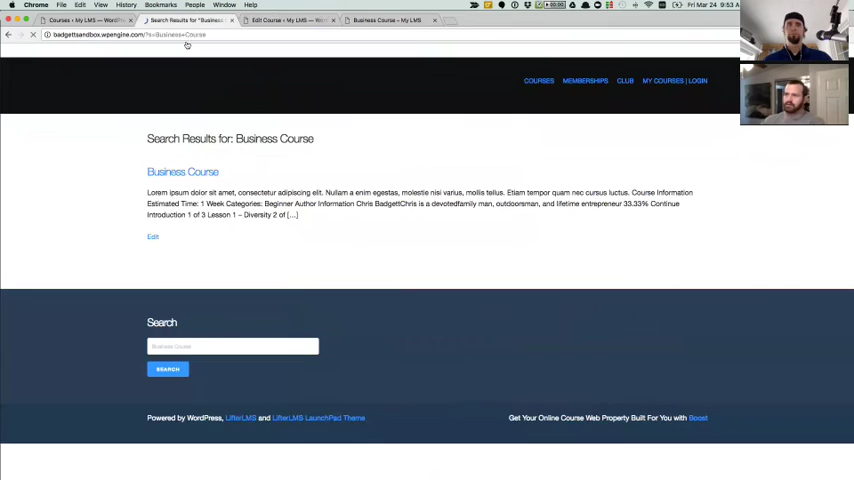 Chrome File Edit View History Bookmarks People Window Help
Fri Mar 24 9:53 A
Courses ‹ My LMS — WordPr
Search Results for "Business
Edit Course ‹ My LMS — Word
Business Course – My LMS
badgettsandbox.wpengine.com/?s=Business+Course
COURSES MEMBERSHIPS CLUB MY COURSES | LOGIN
Search Results for: Business Course
Business Course
Lorem ipsum dolor sit amet, consectetur adipiscing elit. Nullam a enim egestas, molestie nisi varius, mollis tellus. Etiam tempor quam nec cursus luctus. Course Information
Estimated Time: 1 Week Categories: Beginner Author Information Chris BadgettChris is a devotedfamily man, outdoorsman, and lifetime entrepreneur 33.33% Continue
Introduction 1 of 3 Lesson 1 – Diversity 2 of […]
Edit
Search
Business Course
SEARCH
Powered by WordPress, LifterLMS and LifterLMS LaunchPad Theme
Get Your Online Course Web Property Built For You with Boost